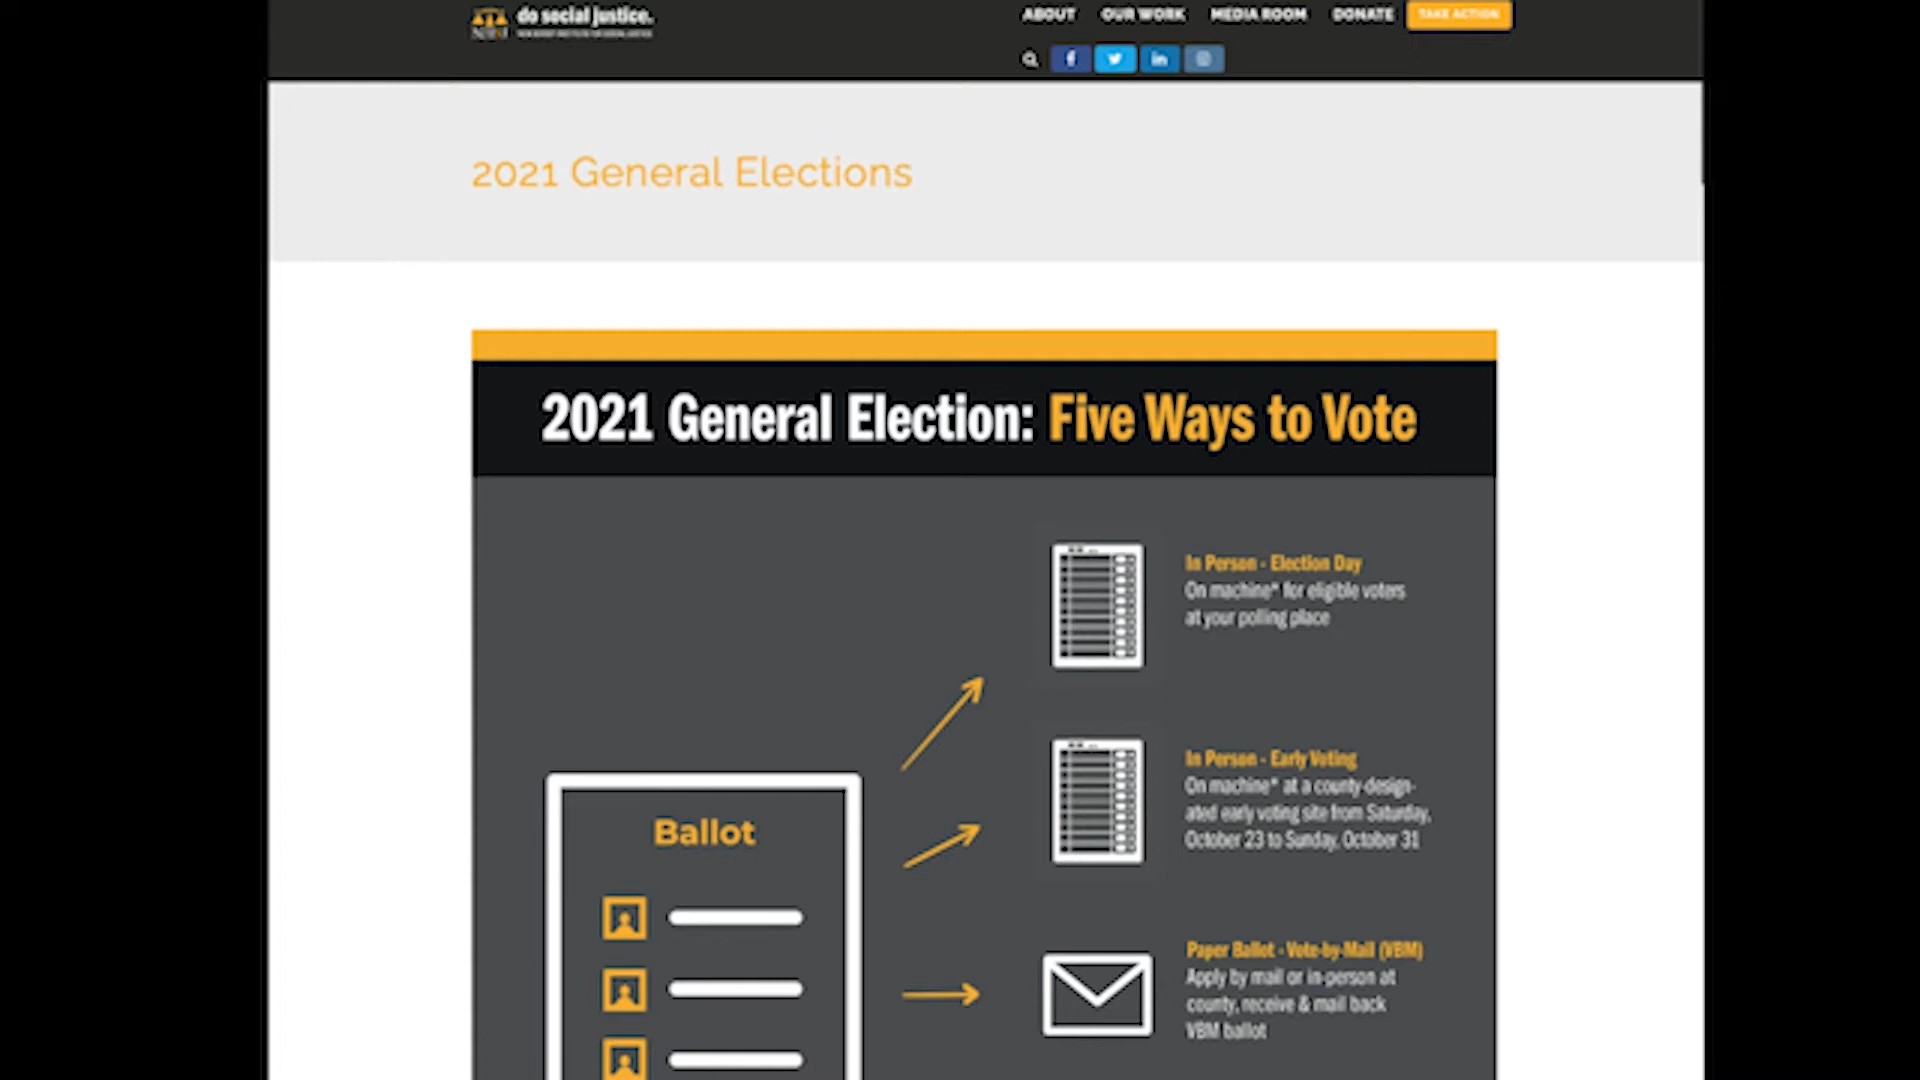 do social justice.
ABOUT OUR WORK MEDIA ROOM DONATE TAKE ACTION
2021 General Elections
2021 General Election: Five Ways to Vote
In Person - Election Day
On machine* for eligible voters
at your polling place
In Person - Early Voting
On machine* at a county-design-
ated early voting site from Saturday,
October 23 to Sunday, October 31
Ballot
Paper Ballot - Vote-by-Mail (VBM)
Apply by mail or in-person at
county, receive & mail back
VBM ballot